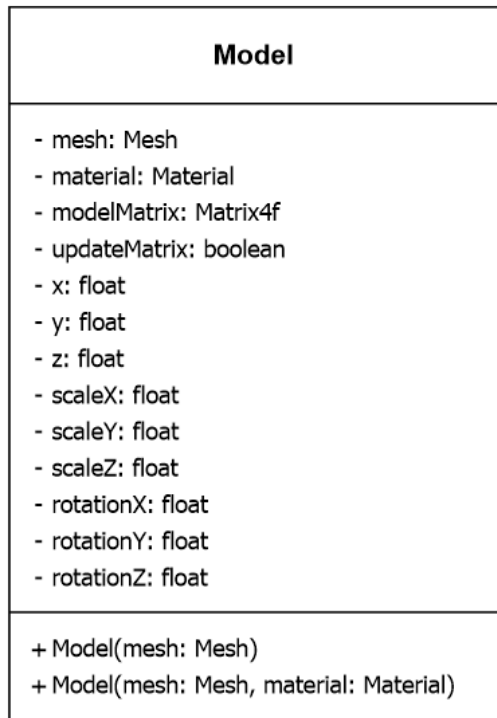 Model
- mesh: Mesh
- material: Material
- modelMatrix: Matrix4f
- updateMatrix: boolean
- x: float
- y: float
- z: float
- scaleX: float
- scaleY: float
- scaleZ: float
- rotationX: float
- rotationY: float
- rotationZ: float
+ Model(mesh: Mesh)
+ Model(mesh: Mesh, material: Material)